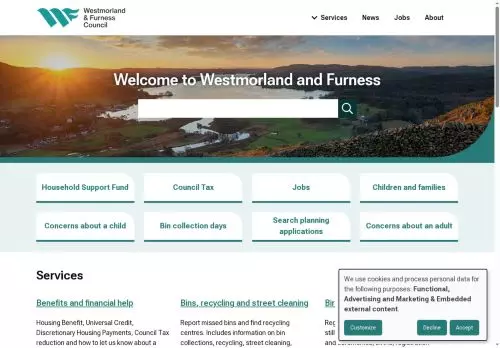 Westmorland
& Furness
Council
Services
News
Jobs
About
Welcome to Westmorland and Furness
Household Support Fund
Council Tax
Jobs
Children and families
Concerns about a child
Bin collection days
Search planning
applications
Concerns about an adult
Services
Benefits and financial help
Housing Benefit, Universal Credit,
Discretionary Housing Payments, Council Tax
reduction and how to let us know about a
Bins, recycling and street cleaning
Report missed bins and find recycling
centres. Includes information on bin
collections, recycling, street cleaning,
We use cookies and process personal data for
the following purposes: Functional,
Advertising and Marketing & Embedded
external content.
Customize
Decline
Accept